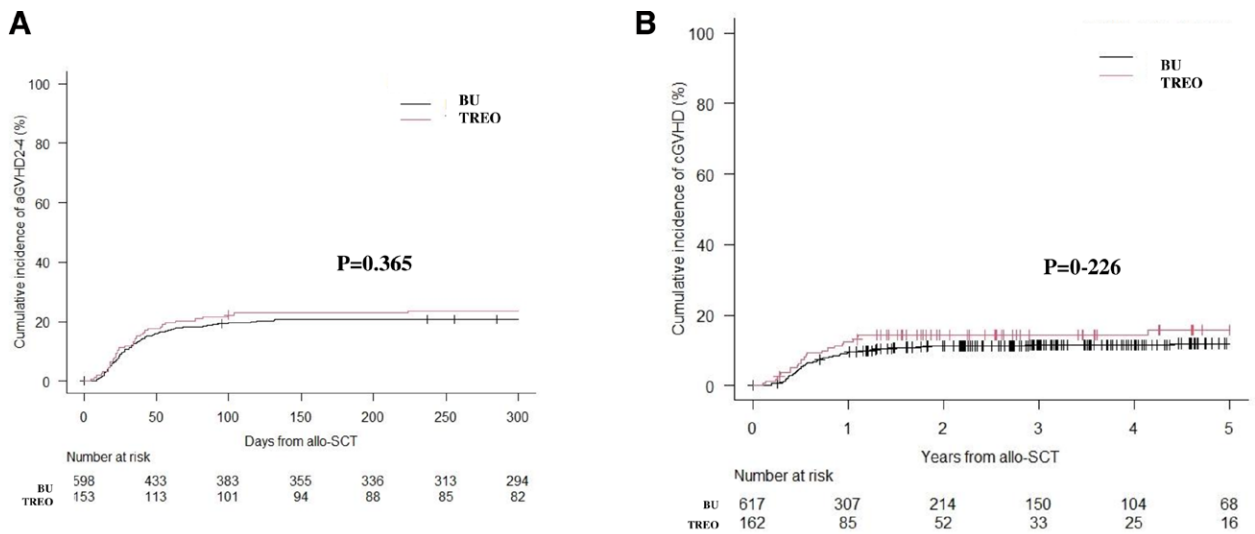 A
100
80
60
40
20
0
Cumulative incidence of aGVHD2-4 (%)
BU
TREO
P=0.365
0 50 100 150 200 250 300
Days from allo-SCT
Number at risk
BU 598 433 383 355 336 313 294
TREO 153 113 101 94 88 85 82
B
100
80
60
40
20
0
Cumulative incidence of cGVHD (%)
BU
TREO
P=0-226
0 1 2 3 4 5
Years from allo-SCT
Number at risk
BU 617 307 214 150 104 68
TREO 162 85 52 33 25 16